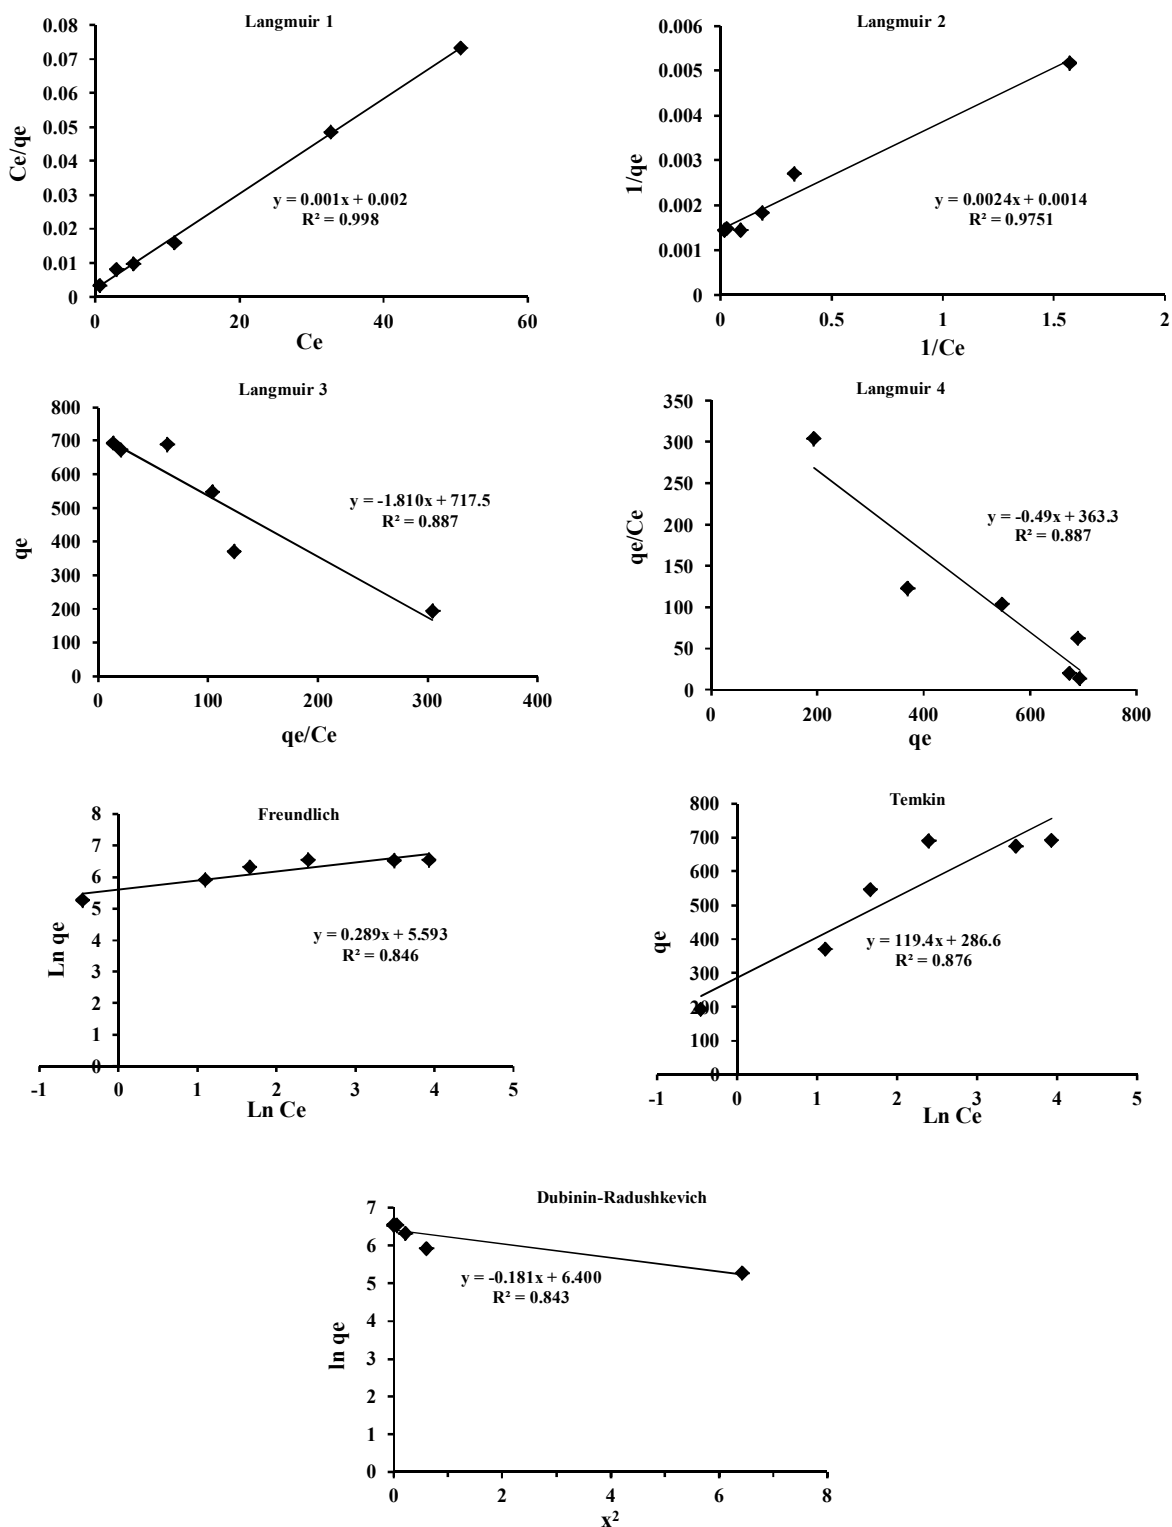 Langmuir 1
0.08
0.07
0.06
0.05
0.04
0.03
0.02
0.01
0
Ce/qe
y = 0.001x + 0.002
R² = 0.998
0 20 40 60
Ce
Langmuir 2
0.006
0.005
0.004
0.003
0.002
0.001
0
1/qe
y = 0.0024x + 0.0014
R² = 0.9751
0 0.5 1 1.5 2
1/Ce
Langmuir 3
800
700
600
500
400
300
200
100
0
qe
y = -1.810x + 717.5
R² = 0.887
0 100 200 300 400
qe/Ce
Langmuir 4
350
300
250
200
150
100
50
0
qe/Ce
y = -0.49x + 363.3
R² = 0.887
0 200 400 600 800
qe
Freundlich
8
7
6
5
4
3
2
1
0
Ln qe
y = 0.289x + 5.593
R² = 0.846
-1 0 1 2 3 4 5
Ln Ce
Temkin
800
700
600
500
400
300
200
100
0
qe
y = 119.4x + 286.6
R² = 0.876
-1 0 1 2 3 4 5
Ln Ce
Dubinin-Radushkevich
7
6
5
4
3
2
1
0
ln qe
y = -0.181x + 6.400
R² = 0.843
0 2 4 6 8
x²